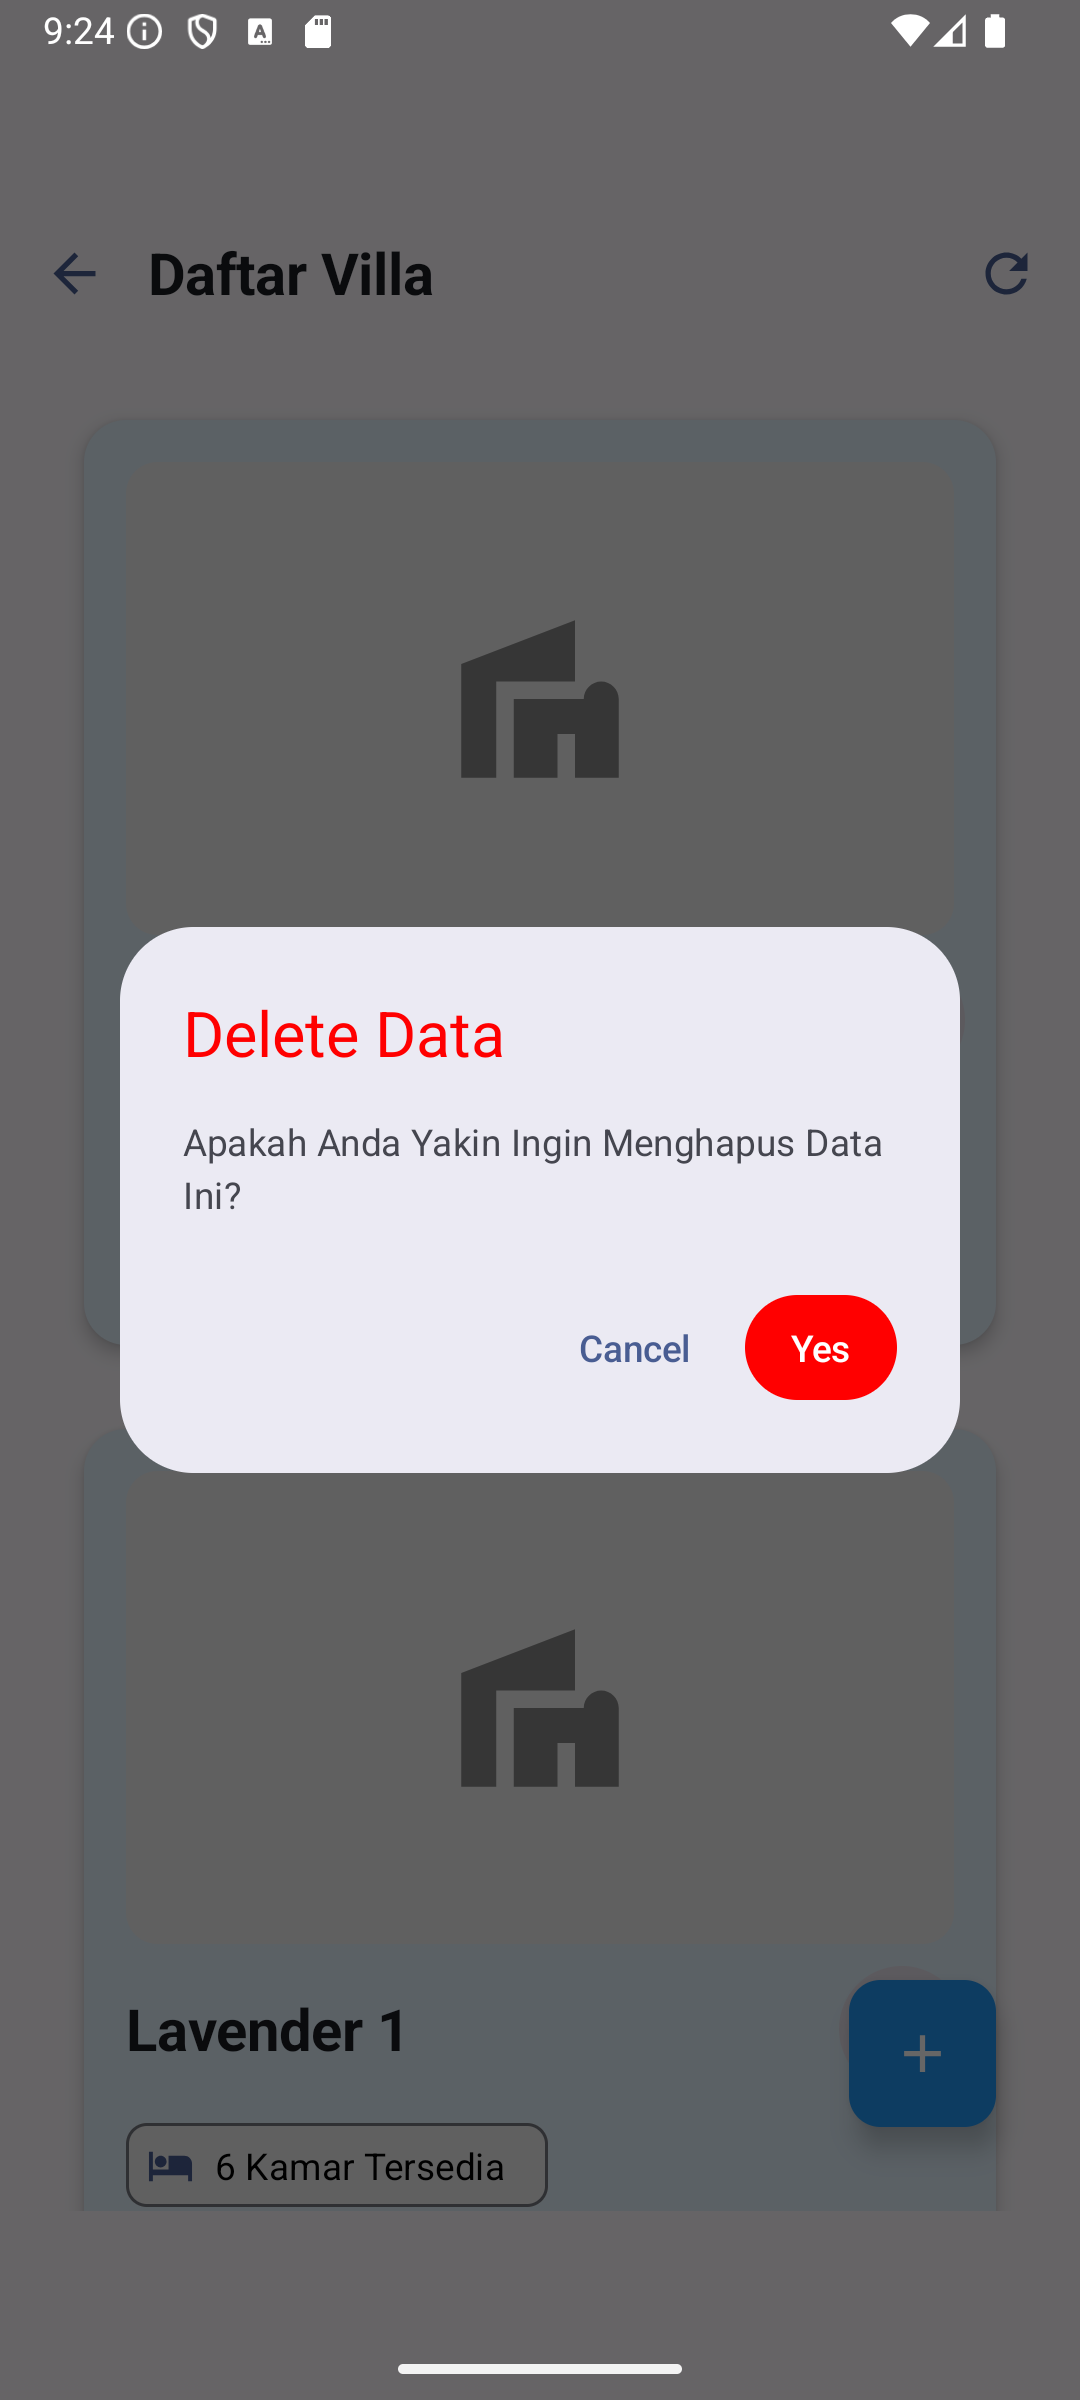 9:24
Daftar Villa
Delete Data
Apakah Anda Yakin Ingin Menghapus Data
Ini?
Cancel
Yes
Lavender 1
6 Kamar Tersedia